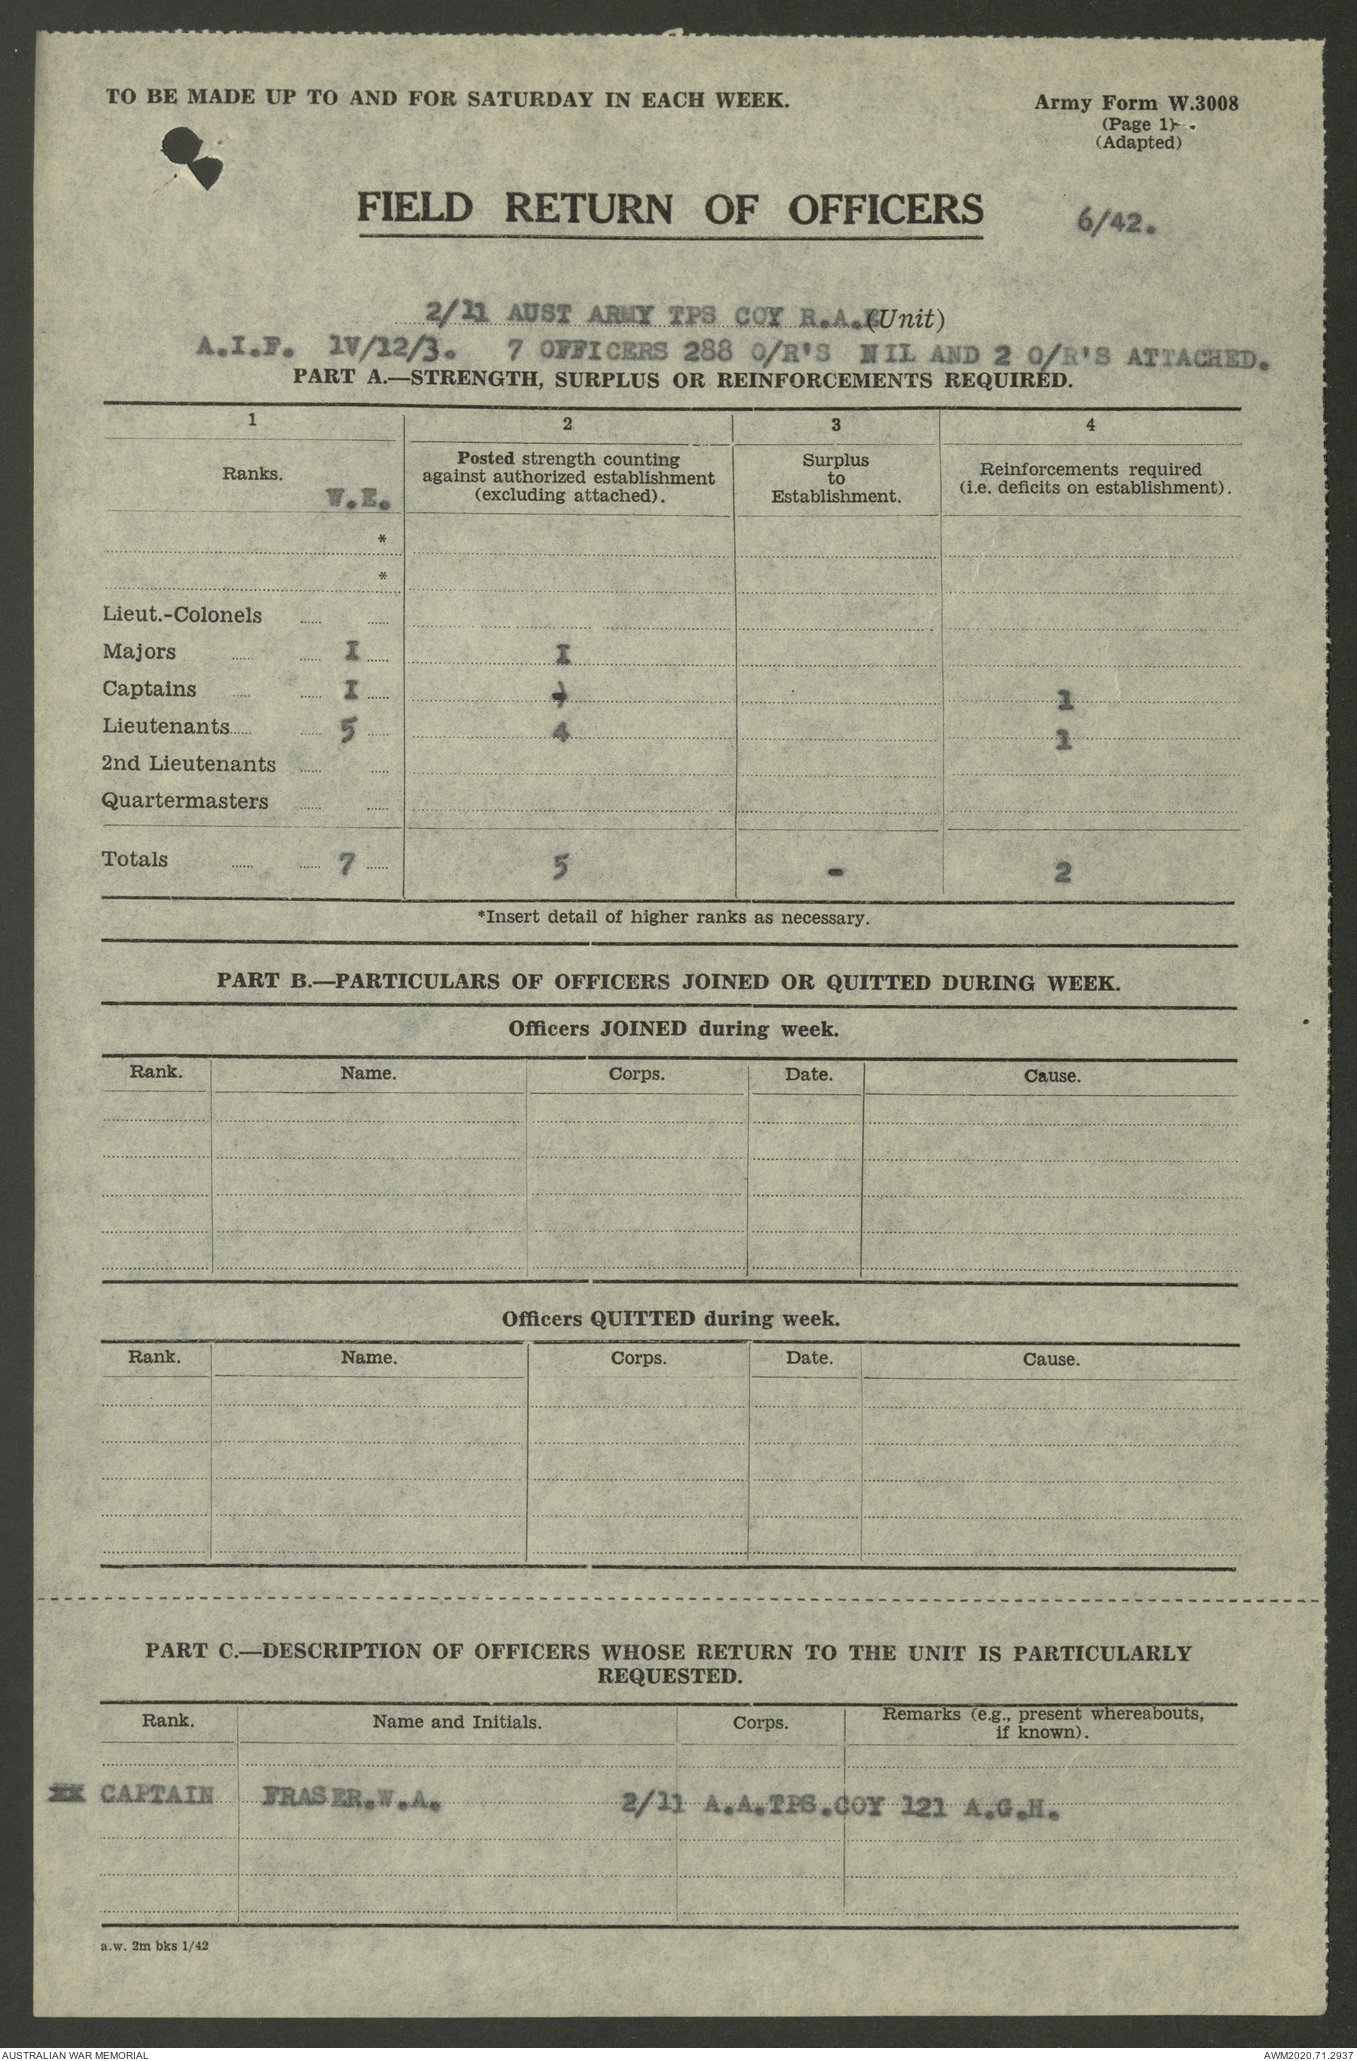 TO BE MADE UP TO AND FOR SATURDAY IN EACH WEEK.
Army Form W.3008
(Page 1)
(Adapted)
FIELD RETURN OF OFFICERS
6/42.
2/11 AUST ARMY TPS COY R.A.E (Unit)
A.I.F. 1V/12/3. 7 OFFICERS 288 O/R'S NIL AND 2 O/R'S ATTACHED.
PART A.—STRENGTH, SURPLUS OR REINFORCEMENTS REQUIRED.
1 2 3 4
Ranks. W.E.
Posted strength counting
against authorized establishment
(excluding attached).
Surplus
to
Establishment.
Reinforcements required
(i.e. deficits on establishment).
*
*
Lieut.-Colonels
Majors I I
Captains I - 1
Lieutenants 5 4 1
2nd Lieutenants
Quartermasters
Totals 7 5 - 2
*Insert detail of higher ranks as necessary.
PART B.—PARTICULARS OF OFFICERS JOINED OR QUITTED DURING WEEK.
Officers JOINED during week.
Rank. Name. Corps. Date. Cause.
Officers QUITTED during week.
Rank. Name. Corps. Date. Cause.
PART C.—DESCRIPTION OF OFFICERS WHOSE RETURN TO THE UNIT IS PARTICULARLY
REQUESTED.
Rank. Name and Initials. Corps. Remarks (e.g., present whereabouts,
if known).
CAPTAIN FRASER.W.A. 2/11 A.A.TPS.COY 121 A.G.H.
a.w. 2m bks 1/42
AUSTRALIAN WAR MEMORIAL
AWM2020.71.2937